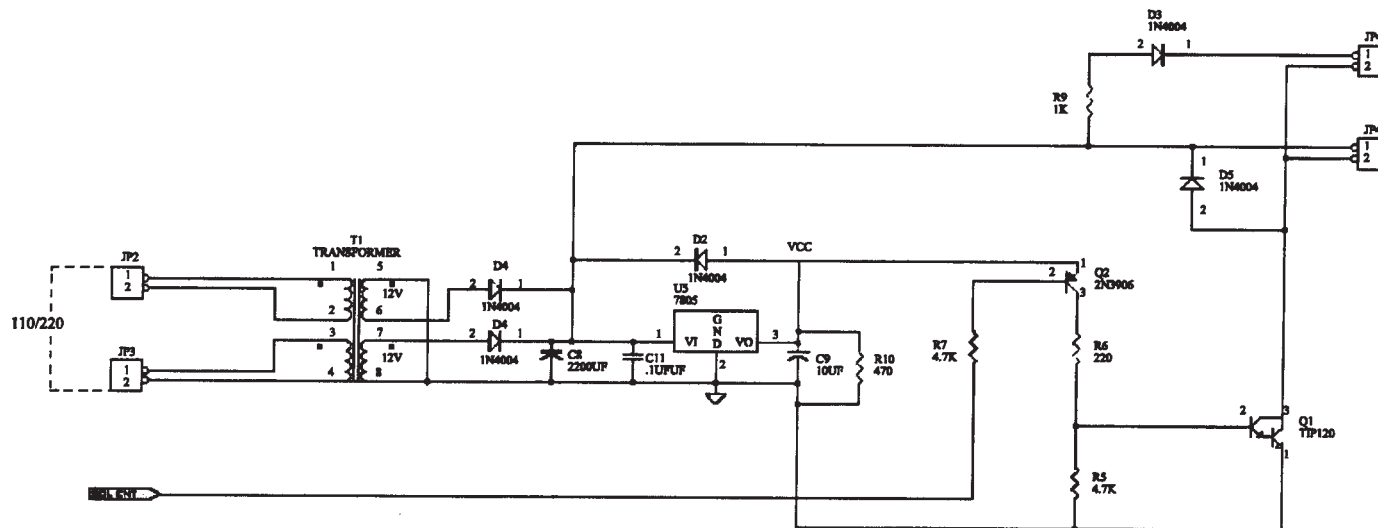 D3
1N4004
2
1
1
2
R9
1K
1
2
1
D5
1N4004
2
T1
TRANSFORMER
JP2
1
2
1
5
12V
2
6
110/220
JP3
1
2
3
7
12V
4
8
D4
2
1
1N4004
D4
2
1
1N4004
C8
2200UF
C11
.1UFUF
D2
2
1
1N4004
VCC
U5
7805
1
VI
GND
VO
3
2
C9
10UF
R10
470
1
2
Q2
2N3906
3
R7
4.7K
R6
220
2
3
Q1
TIP120
1
R5
4.7K